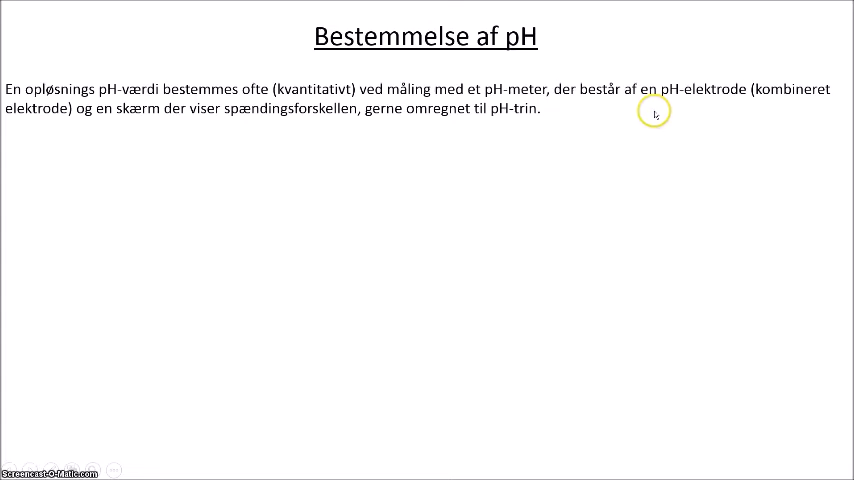 Bestemmelse af pH
En opløsnings pH-værdi bestemmes ofte (kvantitativt) ved måling med et pH-meter, der består af en pH-elektrode (kombineret
elektrode) og en skærm der viser spændingsforskellen, gerne omregnet til pH-trin.
Screencast-O-Matic.com